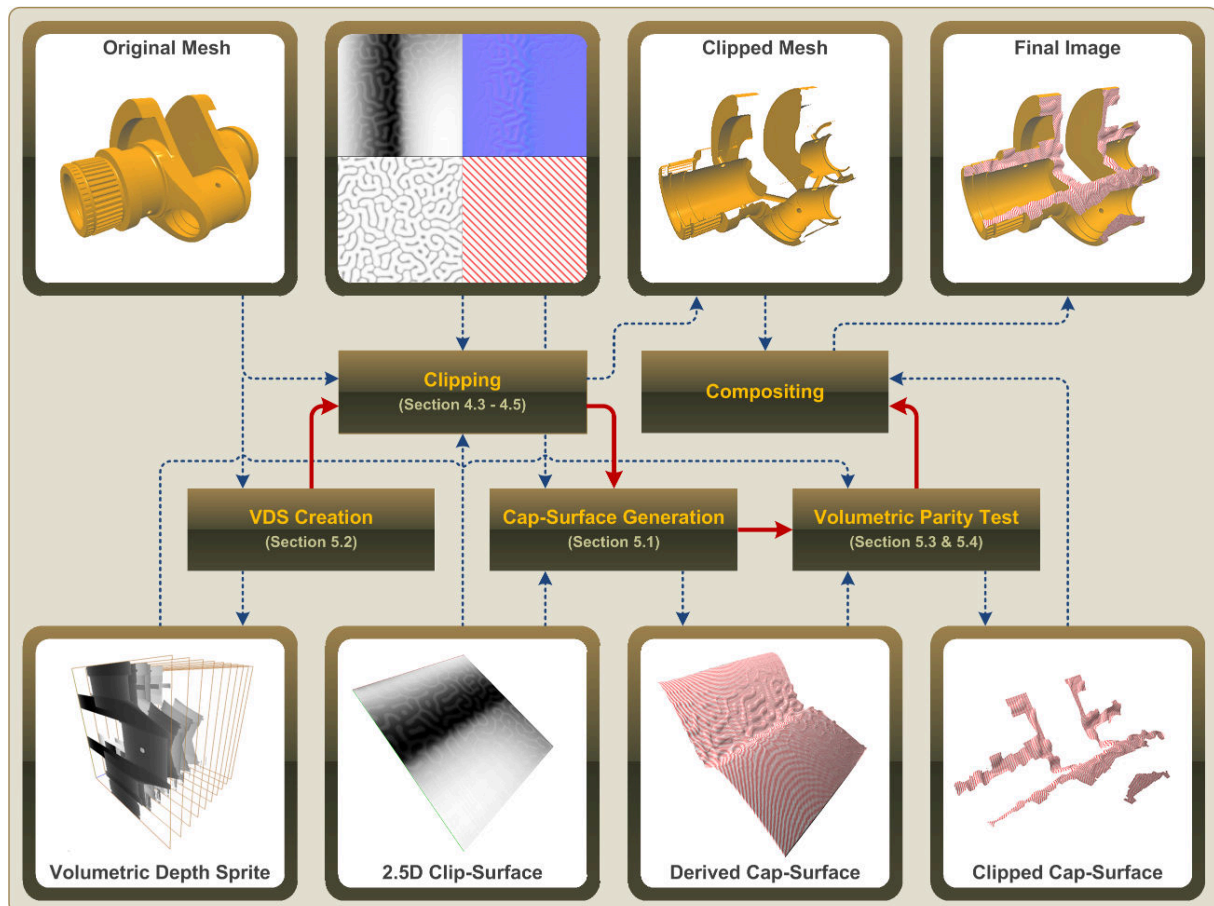 Original Mesh
Clipped Mesh
Final Image
Clipping
(Section 4.3 - 4.5)
Compositing
VDS Creation
(Section 5.2)
Cap-Surface Generation
(Section 5.1)
Volumetric Parity Test
(Section 5.3 & 5.4)
Volumetric Depth Sprite
2.5D Clip-Surface
Derived Cap-Surface
Clipped Cap-Surface